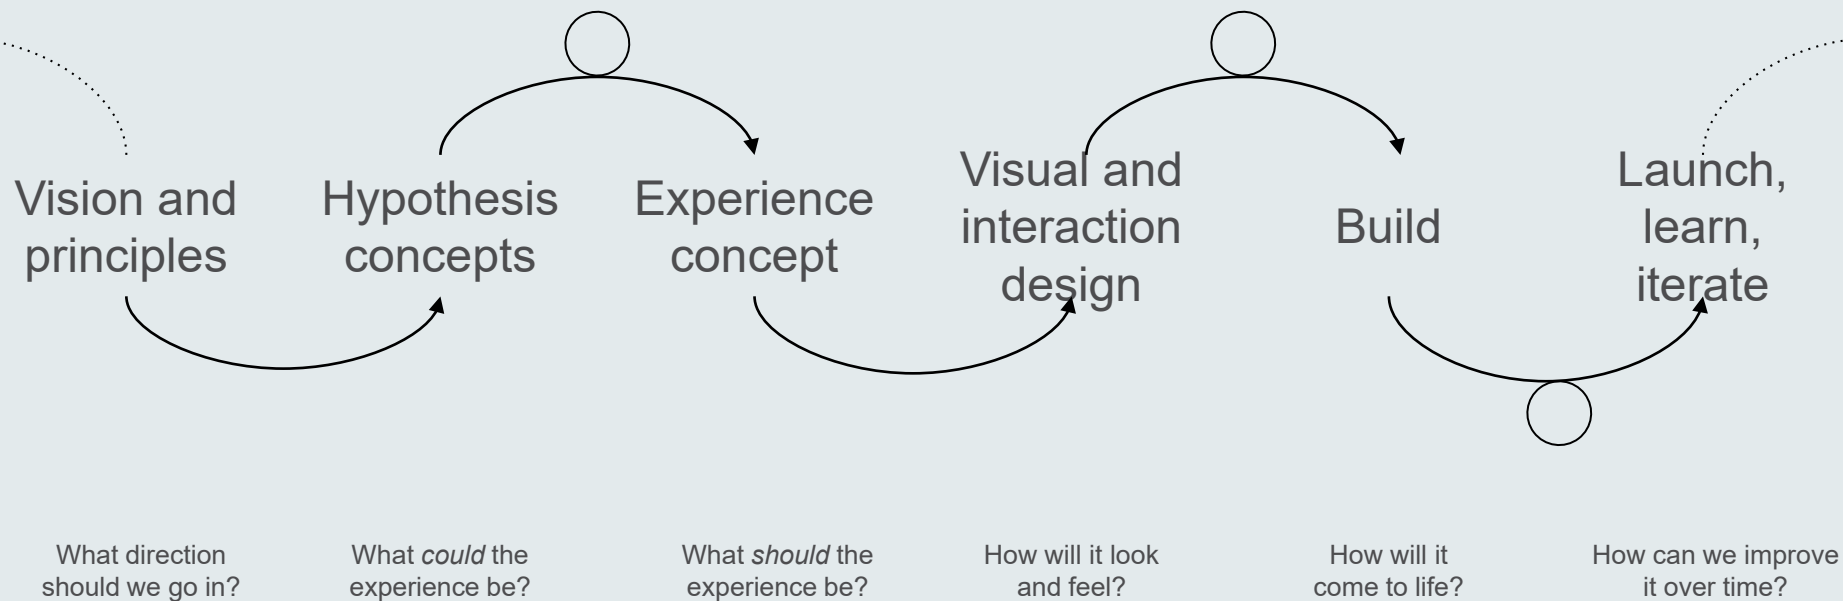 Vision and
principles
Hypothesis
concepts
Experience
concept
Visual and
interaction
design
Build
Launch,
learn,
iterate
What direction
should we go in?
What could the
experience be?
What should the
experience be?
How will it look
and feel?
How will it
come to life?
How can we improve
it over time?